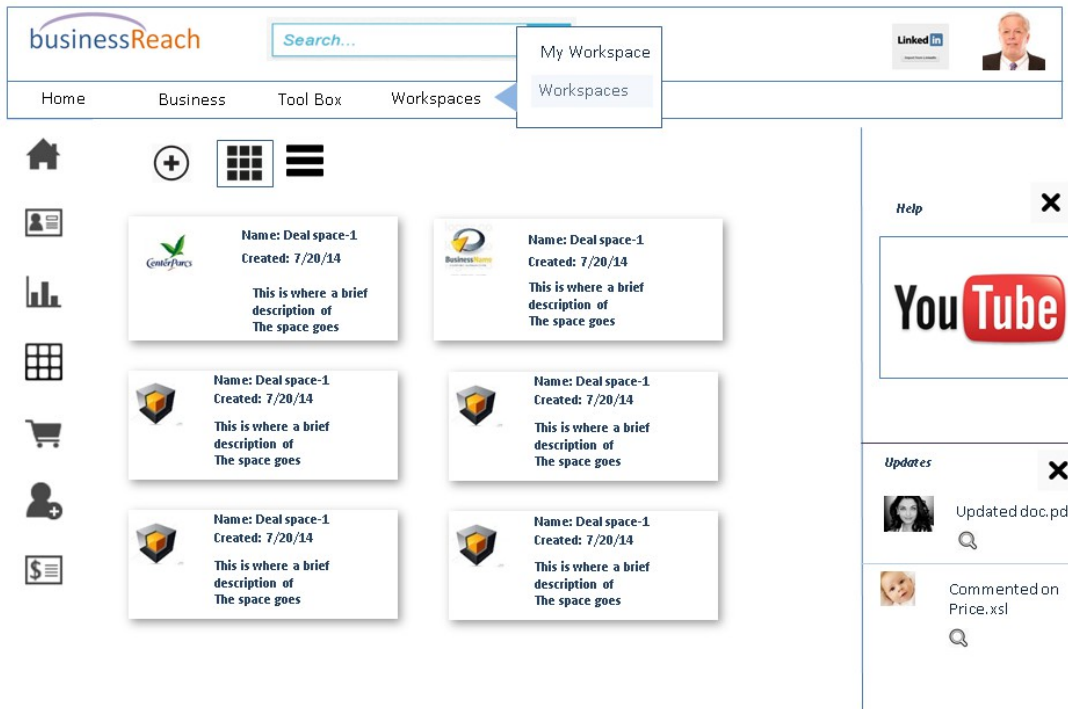 businessReach
Search...
Linked in
My Workspace
Workspaces
Home
Business
Tool Box
Workspaces
Name: Deal space-1
Created: 7/20/14
This is where a brief
description of
The space goes
CenterParcs
Name: Deal space-1
Created: 7/20/14
This is where a brief
description of
The space goes
BusinessName
Name: Deal space-1
Created: 7/20/14
This is where a brief
description of
The space goes
Name: Deal space-1
Created: 7/20/14
This is where a brief
description of
The space goes
Name: Deal space-1
Created: 7/20/14
This is where a brief
description of
The space goes
Name: Deal space-1
Created: 7/20/14
This is where a brief
description of
The space goes
Help
YouTube
Updates
Updated doc.pd
Commented on
Price.xsl
$